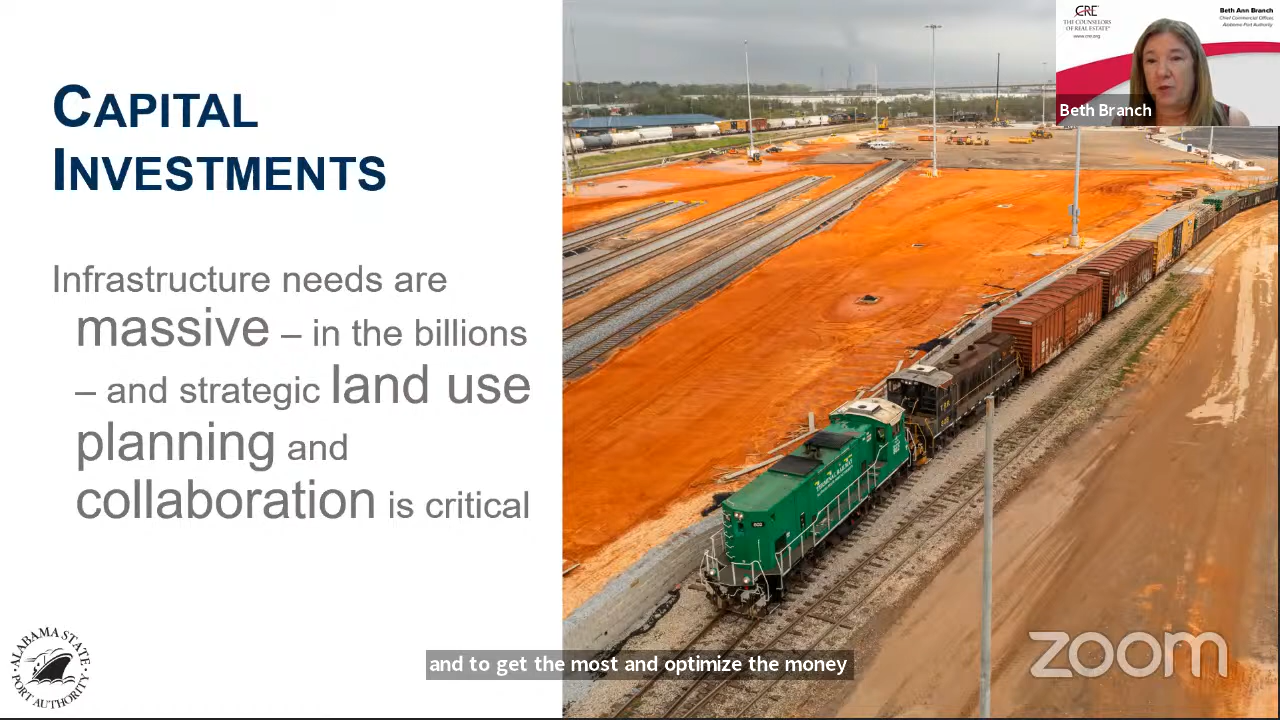 CAPITAL
INVESTMENTS
Infrastructure needs are
massive – in the billions
– and strategic land use
planning and
collaboration is critical
ALABAMA STATE
PORT AUTHORITY
CRE
THE COUNSELORS
OF REAL ESTATE
www.cre.org
Beth Ann Branch
Chief Commercial Officer
Alabama Port Authority
Beth Branch
TERMINAL RAILWAY
and to get the most and optimize the money
zoom